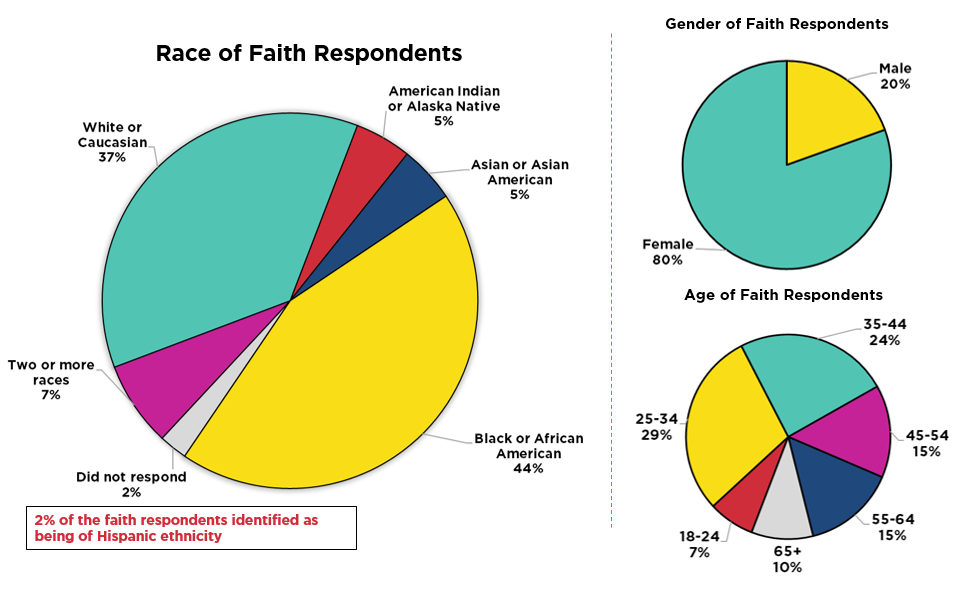 Race of Faith Respondents
American Indian
or Alaska Native
5%
White or
Caucasian
37%
Asian or Asian
American
5%
Two or more
races
7%
Black or African
American
44%
Did not respond
2%
2% of the faith respondents identified as
being of Hispanic ethnicity
Gender of Faith Respondents
Male
20%
Female
80%
Age of Faith Respondents
35-44
24%
25-34
29%
45-54
15%
55-64
15%
18-24
7%
65+
10%